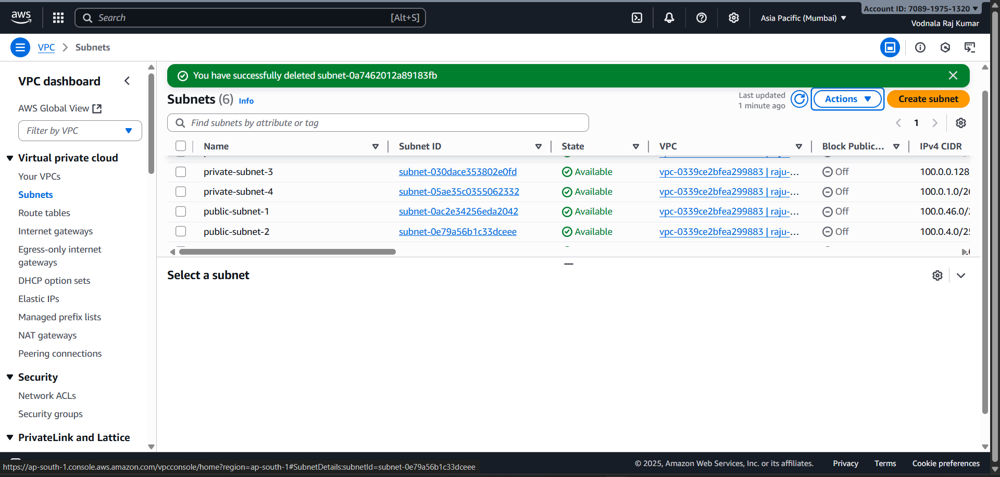 aws
Search [Alt+S]
Asia Pacific (Mumbai)
Account ID: 7089-1975-1320
Vodnala Raj Kumar
VPC
Subnets
VPC dashboard
AWS Global View
Filter by VPC
Virtual private cloud
Your VPCs
Subnets
Route tables
Internet gateways
Egress-only internet
gateways
DHCP option sets
Elastic IPs
Managed prefix lists
NAT gateways
Peering connections
Security
Network ACLs
Security groups
PrivateLink and Lattice
You have successfully deleted subnet-0a7462012a89183fb
Subnets (6) Info
Last updated
1 minute ago
Actions
Create subnet
Find subnets by attribute or tag
1
Name Subnet ID State VPC Block Public... IPv4 CIDR
private-subnet-3 subnet-030dace353802e0fd Available vpc-0339ce2bfea299883 | raju-... Off 100.0.0.128
private-subnet-4 subnet-05ae35c0355062332 Available vpc-0339ce2bfea299883 | raju-... Off 100.0.1.0/2
public-subnet-1 subnet-0ac2e34256eda2042 Available vpc-0339ce2bfea299883 | raju-... Off 100.0.46.0/
public-subnet-2 subnet-0e79a56b1c33dceee Available vpc-0339ce2bfea299883 | raju-... Off 100.0.4.0/25
Select a subnet
https://ap-south-1.console.aws.amazon.com/vpcconsole/home?region=ap-south-1#SubnetDetails:subnetId=subnet-0e79a56b1c33dceee
© 2025, Amazon Web Services, Inc. or its affiliates. Privacy Terms Cookie preferences